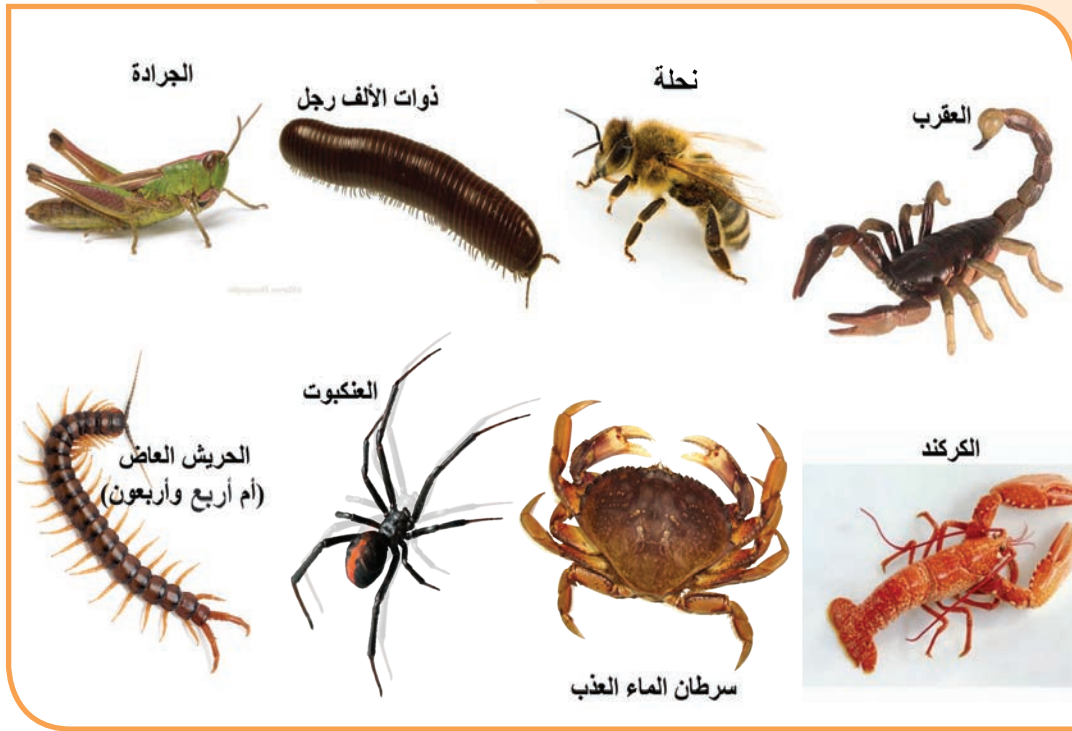 العقرب
نحلة
ذوات الألف رجل
الجرادة
الكركند
سرطان الماء العذب
العنكبوت
الحريش العاض
(أم أربع وأربعون)